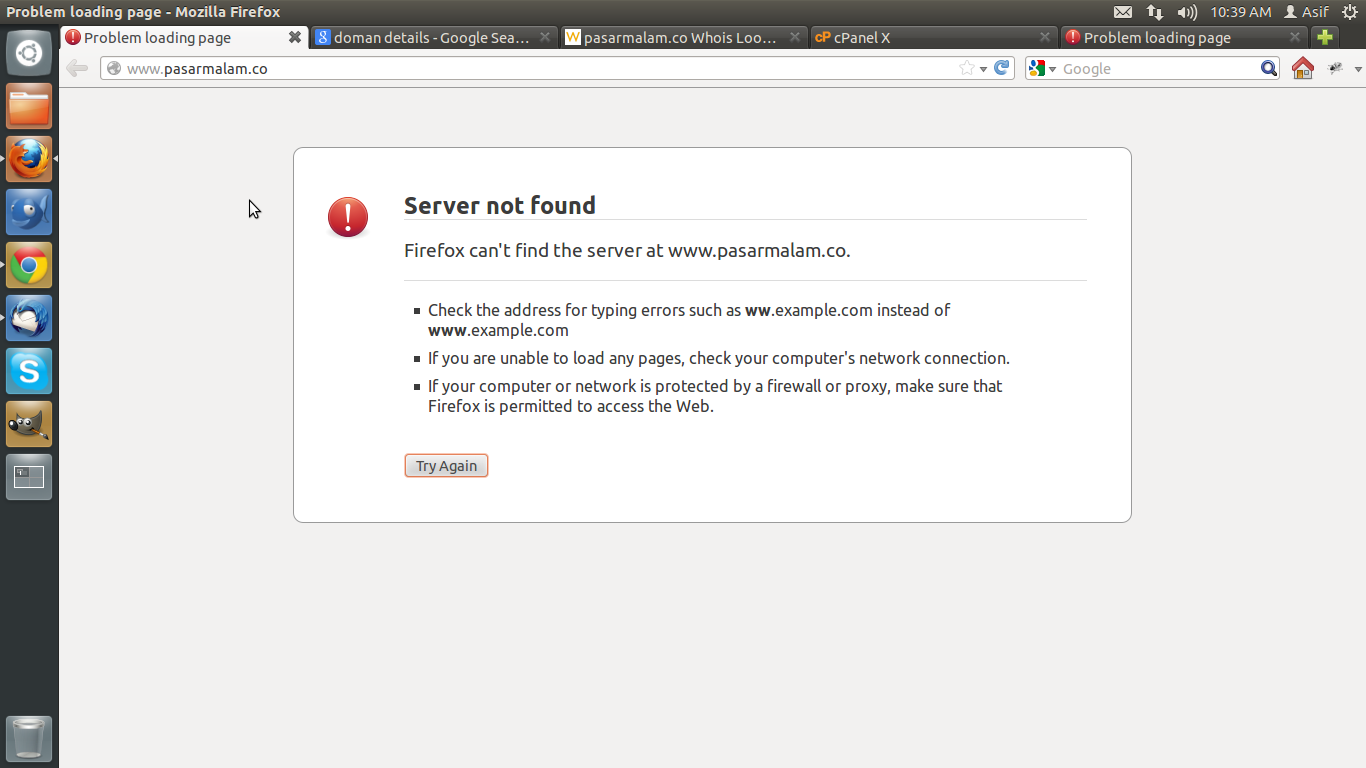 Problem loading page - Mozilla Firefox
10:39 AM Asif
Problem loading page
doman details - Google Sea...
pasarmalam.co Whois Loo...
cP cPanel X
Problem loading page
www.pasarmalam.co
Google
Server not found
Firefox can't find the server at www.pasarmalam.co.
Check the address for typing errors such as ww.example.com instead of
www.example.com
If you are unable to load any pages, check your computer's network connection.
If your computer or network is protected by a firewall or proxy, make sure that
Firefox is permitted to access the Web.
Try Again